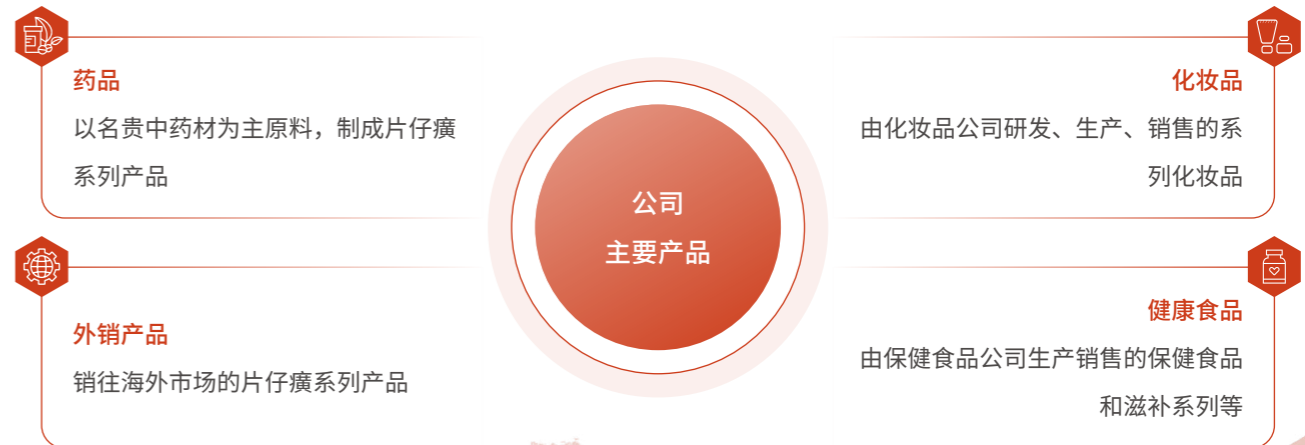 药品
以名贵中药材为主原料，制成片仔癀
系列产品
外销产品
销往海外市场的片仔癀系列产品
公司
主要产品
化妆品
由化妆品公司研发、生产、销售的系
列化妆品
健康食品
由保健食品公司生产销售的保健食品
和滋补系列等